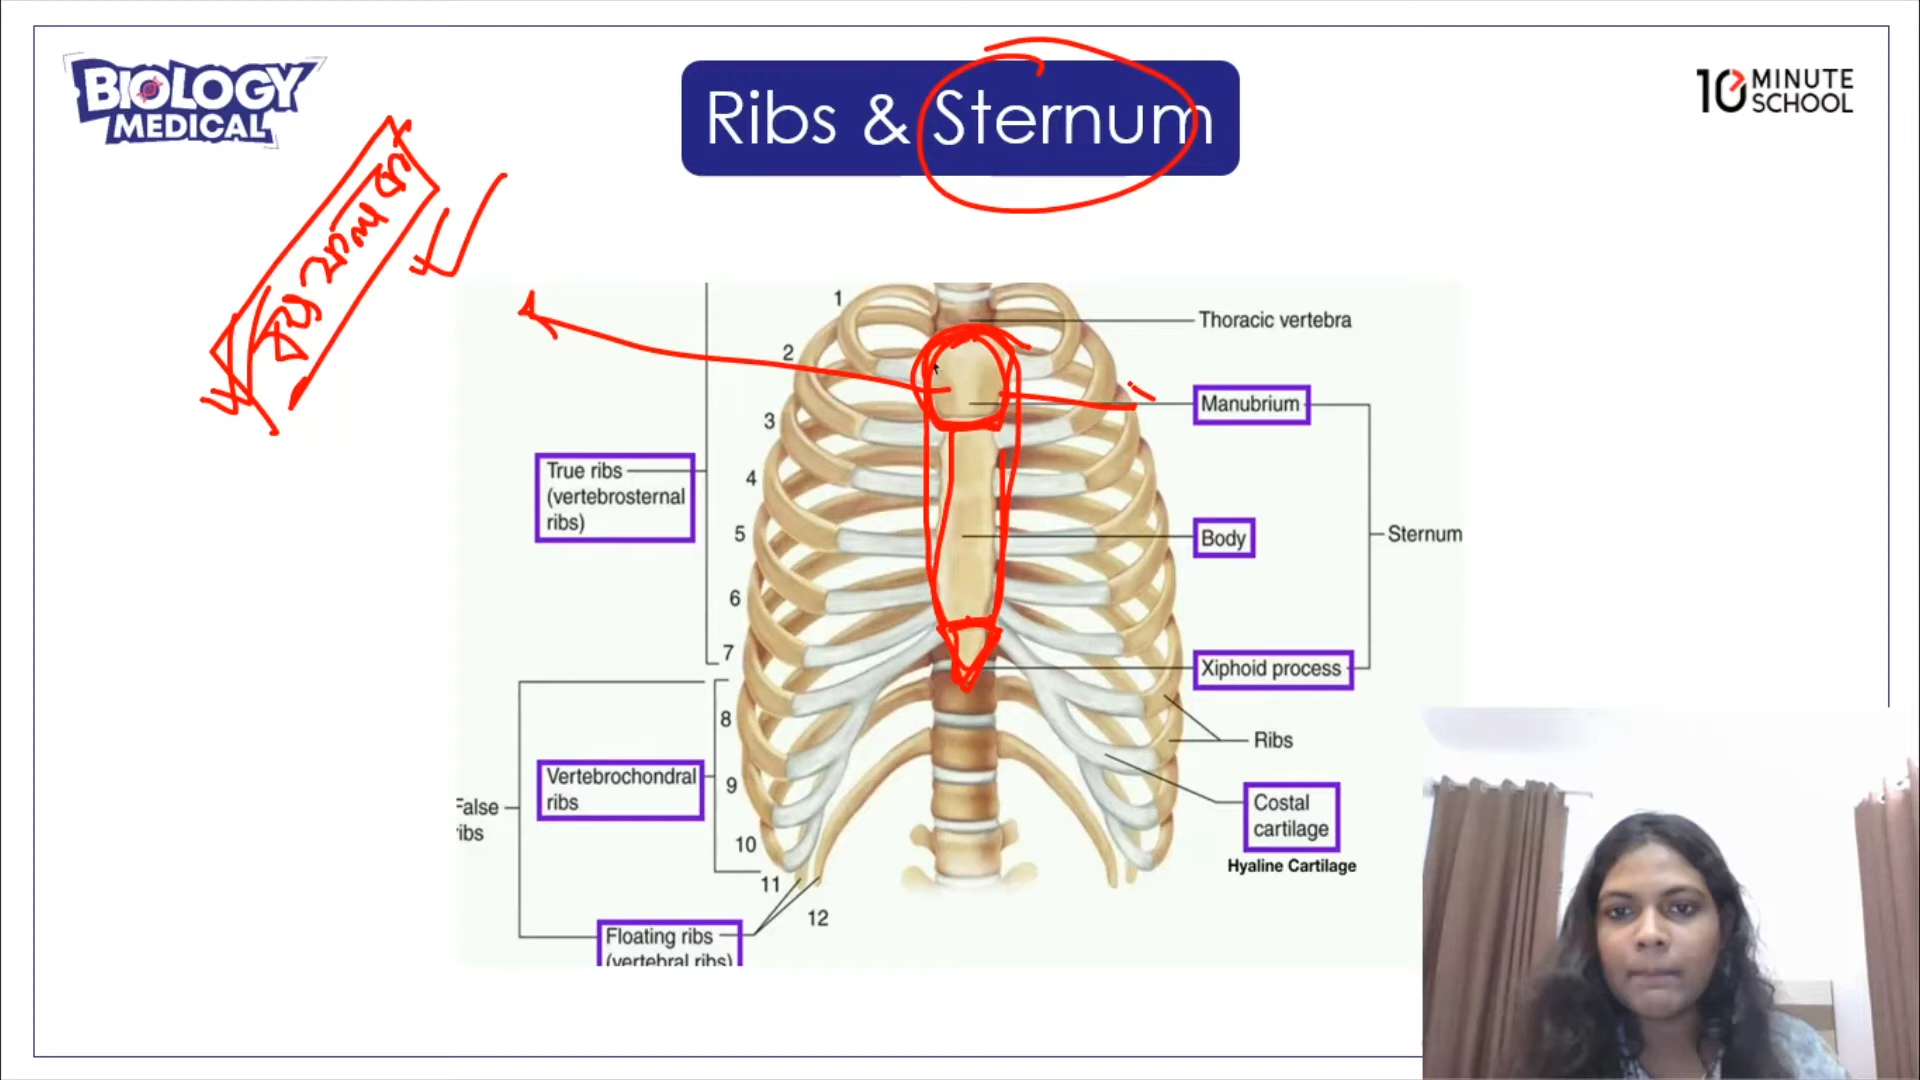 BIOLOGY
MEDICAL
Ribs & Sternum
10 MINUTE
SCHOOL
1
2
3
4
5
6
7
8
9
10
11
12
True ribs
(vertebrosternal
ribs)
Vertebrochondral
ribs
False
ribs
Floating ribs
(vertebral ribs)
Thoracic vertebra
Manubrium
Body
Sternum
Xiphoid process
Ribs
Costal
cartilage
Hyaline Cartilage